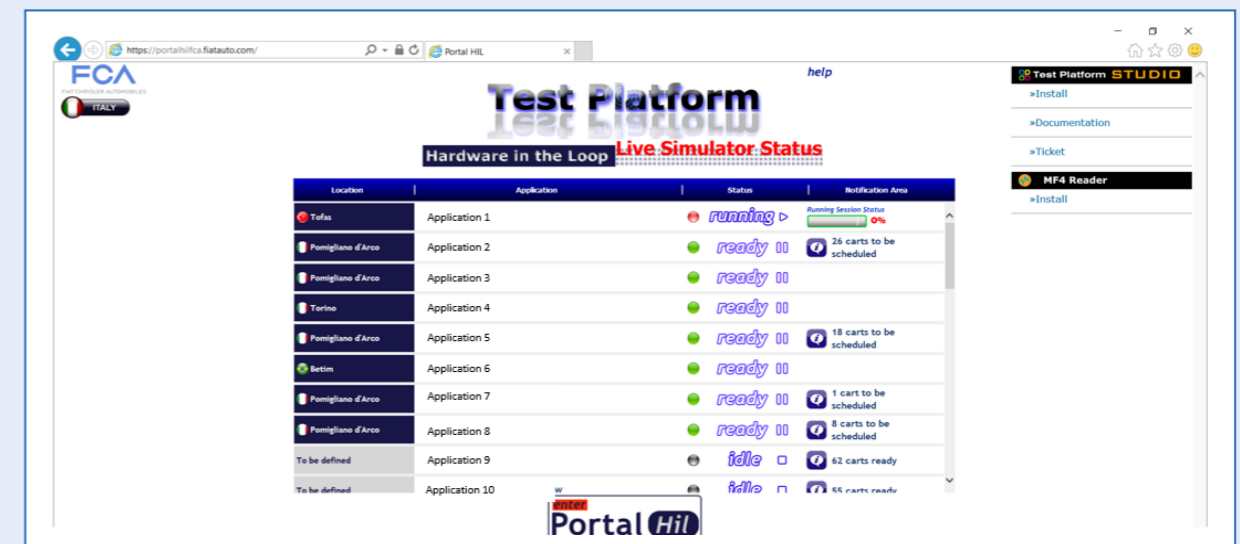 https://portalhilfca.fiatauto.com/
Portal HIL
FCA
FIAT CHRYSLER AUTOMOBILES
ITALY
help
Test Platform
Hardware in the Loop
Live Simulator Status
Test Platform STUDIO
»Install
»Documentation
»Ticket
MF4 Reader
»Install
Location | Application | Status | Notification Area
Tofas Application 1 running Running Session Status 0%
Pomigliano d'Arco Application 2 ready 26 carts to be
scheduled
Pomigliano d'Arco Application 3 ready
Torino Application 4 ready
Pomigliano d'Arco Application 5 ready 18 carts to be
scheduled
Betim Application 6 ready
Pomigliano d'Arco Application 7 ready 1 cart to be
scheduled
Pomigliano d'Arco Application 8 ready 8 carts to be
scheduled
To be defined Application 9 idle 62 carts ready
To be defined Application 10 idle 55 carts ready
w
enter
Portal Hil